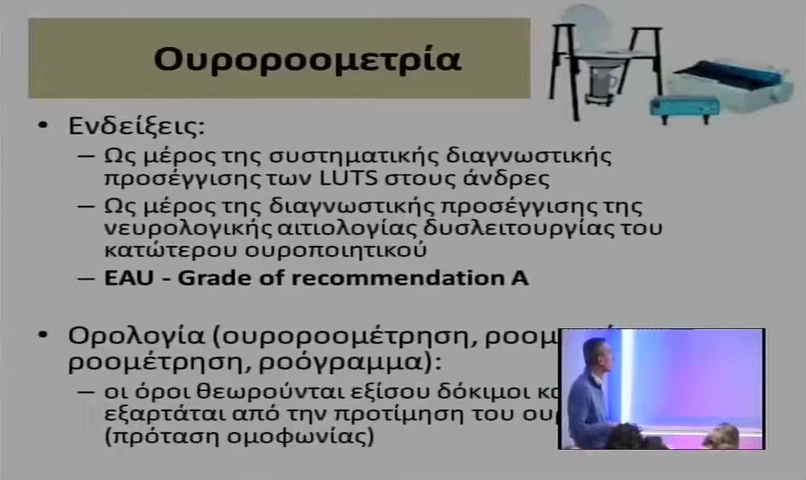 Ουροροομετρία
• Ενδείξεις:
– Ως μέρος της συστηματικής διαγνωστικής
προσέγγισης των LUTS στους άνδρες
– Ως μέρος της διαγνωστικής προσέγγισης της
νευρολογικής αιτιολογίας δυσλειτουργίας του
κατώτερου ουροποιητικού
– EAU - Grade of recommendation A
• Ορολογία (ουροροομέτρηση,
ροομέτρηση, ροόγραμμα):
– οι όροι θεωρούνται εξίσου δόκιμοι
εξαρτάται από την προτίμηση του
(πρόταση ομοφωνίας)